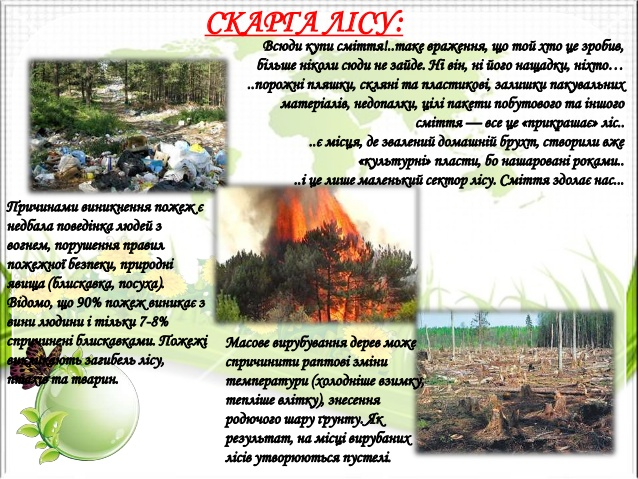 СКАРГА ЛІСУ:
Всюди купи сміття!..таке враження, що той хто це зробив,
більше ніколи сюди не зайде. Ні він, ні його нащадки, ніхто…
..порожні пляшки, скляні та пластикові, залишки пакувальних
матеріалів, недопалки, цілі пакети побутового та іншого
сміття — все це «прикрашає» ліс..
..є місця, де звалений домашній брухт, створили вже
«культурні» пласти, бо нашаровані роками..
..і це лише маленький сектор лісу. Сміття здолає нас...
Причинами виникнення пожеж є
недбала поведінка людей з
вогнем, порушення правил
пожежної безпеки, природні
явища (блискавка, посуха).
Відомо, що 90% пожеж виникає з
вини людини і тільки 7-8%
спричинені блискавками. Пожежі
викликають загибель лісу,
птахів та тварин.
Масове вирубування дерев може
спричинити раптові зміни
температури (холодніше взимку,
тепліше влітку), знесення
родючого шару ґрунту. Як
результат, на місці вирубаних
лісів утворюються пустелі.